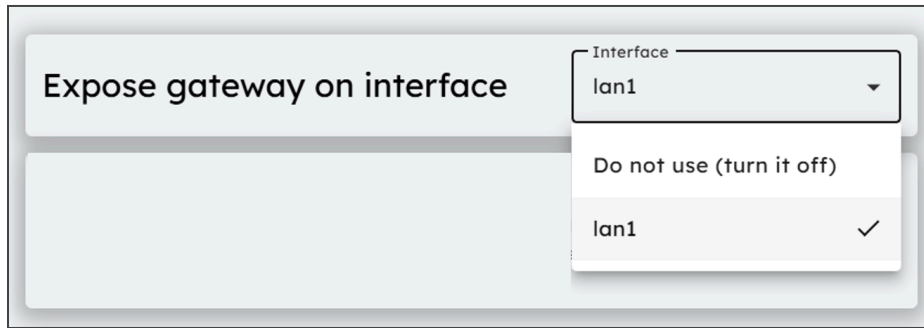 Interface
Expose gateway on interface
lan1
Do not use (turn it off)
lan1